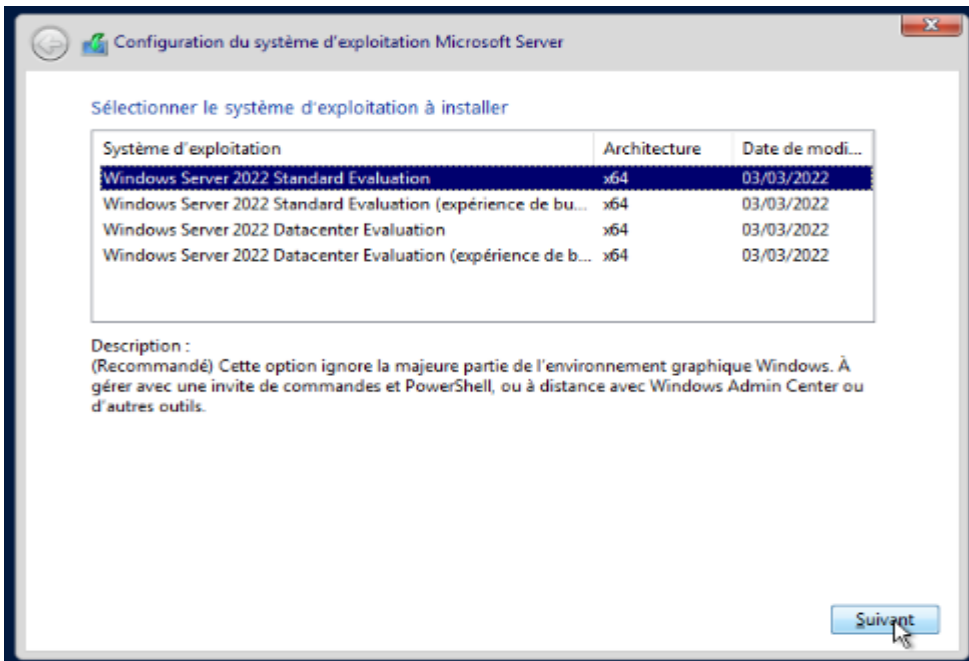 Configuration du système d'exploitation Microsoft Server
Sélectionner le système d'exploitation à installer
Système d'exploitation Architecture Date de modi...
Windows Server 2022 Standard Evaluation x64 03/03/2022
Windows Server 2022 Standard Evaluation (expérience de bu... x64 03/03/2022
Windows Server 2022 Datacenter Evaluation x64 03/03/2022
Windows Server 2022 Datacenter Evaluation (expérience de b... x64 03/03/2022
Description :
(Recommandé) Cette option ignore la majeure partie de l'environnement graphique Windows. À
gérer avec une invite de commandes et PowerShell, ou à distance avec Windows Admin Center ou
d'autres outils.
Suivant